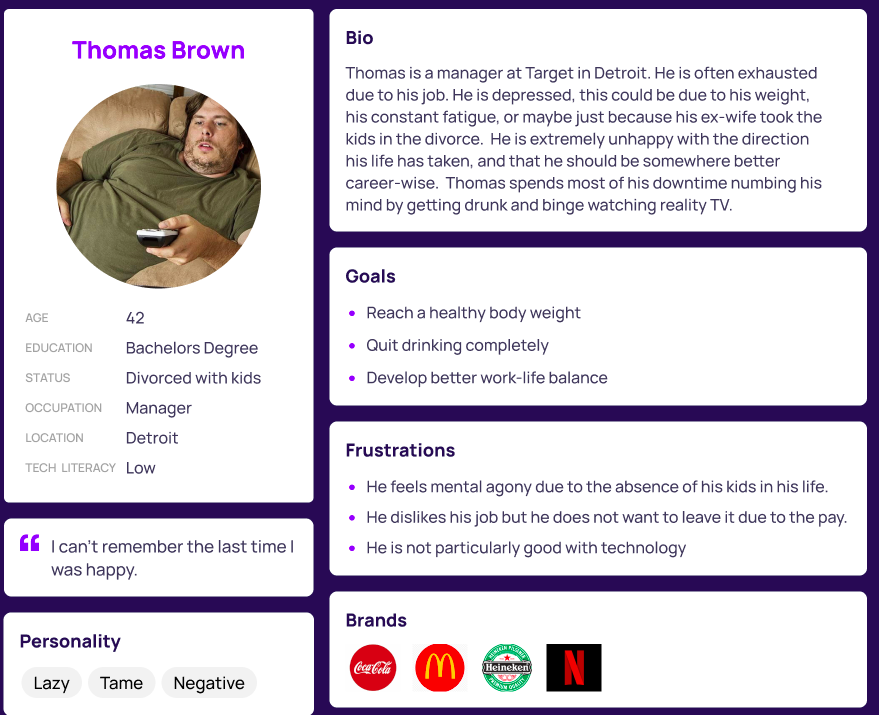 Thomas Brown
AGE 42
EDUCATION Bachelors Degree
STATUS Divorced with kids
OCCUPATION Manager
LOCATION Detroit
TECH LITERACY Low
I can't remember the last time I
was happy.
Personality
Lazy Tame Negative
Bio
Thomas is a manager at Target in Detroit. He is often exhausted
due to his job. He is depressed, this could be due to his weight,
his constant fatigue, or maybe just because his ex-wife took the
kids in the divorce.  He is extremely unhappy with the direction
his life has taken, and that he should be somewhere better
career-wise.  Thomas spends most of his downtime numbing his
mind by getting drunk and binge watching reality TV.
Goals
Reach a healthy body weight
Quit drinking completely
Develop better work-life balance
Frustrations
He feels mental agony due to the absence of his kids in his life.
He dislikes his job but he does not want to leave it due to the pay.
He is not particularly good with technology
Brands
Coca-Cola
HEINEKEN PILSENER
Heineken
PREMIUM QUALITY
N